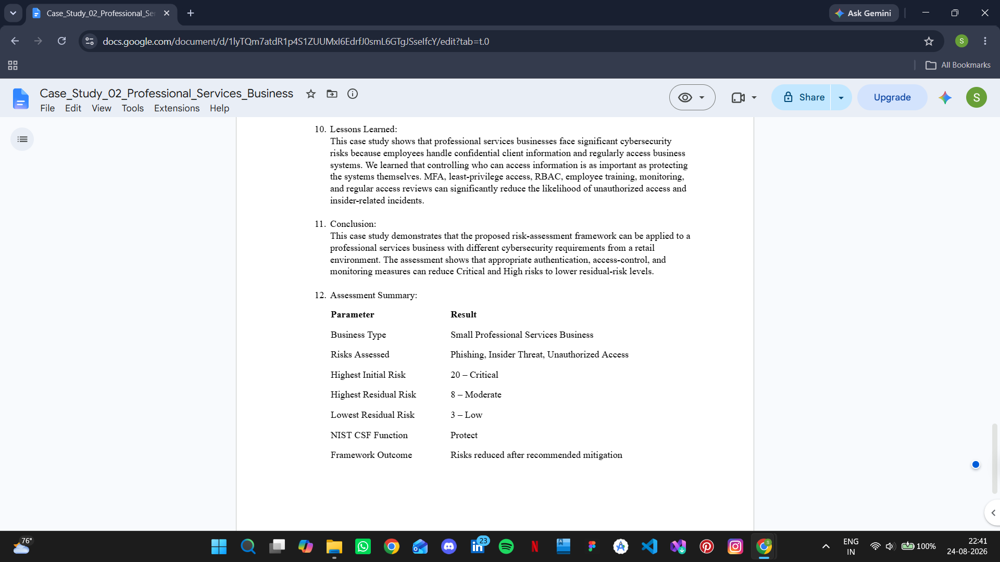 Case_Study_02_Professional_Se
Ask Gemini
docs.google.com/document/d/1lyTQm7atdR1p4S1ZUUMxI6EdrfJ0smL6GTgJSselfcY/edit?tab=t.0
S
All Bookmarks
Case_Study_02_Professional_Services_Business
File Edit View Tools Extensions Help
Share
Upgrade
S
10. Lessons Learned:
This case study shows that professional services businesses face significant cybersecurity
risks because employees handle confidential client information and regularly access business
systems. We learned that controlling who can access information is as important as protecting
the systems themselves. MFA, least-privilege access, RBAC, employee training, monitoring,
and regular access reviews can significantly reduce the likelihood of unauthorized access and
insider-related incidents.
11. Conclusion:
This case study demonstrates that the proposed risk-assessment framework can be applied to a
professional services business with different cybersecurity requirements from a retail
environment. The assessment shows that appropriate authentication, access-control, and
monitoring measures can reduce Critical and High risks to lower residual-risk levels.
12. Assessment Summary:
Parameter Result
Business Type Small Professional Services Business
Risks Assessed Phishing, Insider Threat, Unauthorized Access
Highest Initial Risk 20 – Critical
Highest Residual Risk 8 – Moderate
Lowest Residual Risk 3 – Low
NIST CSF Function Protect
Framework Outcome Risks reduced after recommended mitigation
76°
23
ENG
IN
100%
22:41
24-08-2026